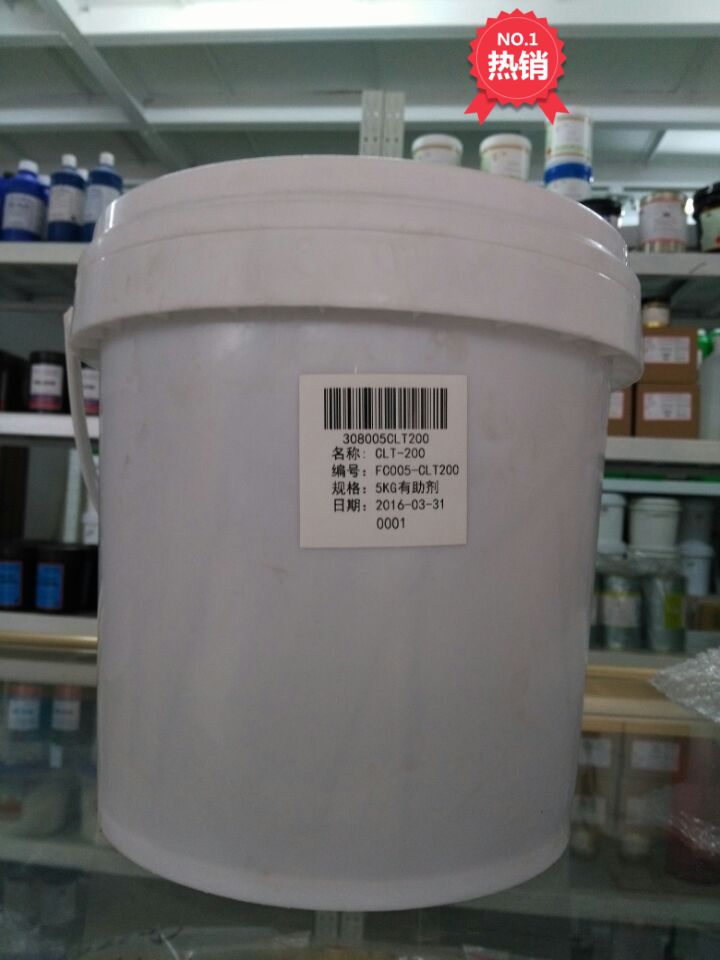 NO.1
热销
308005CLT200
名称: CLT-200
编号: FC005-CLT200
规格: 5KG有助剂
日期: 2016-03-31
0001